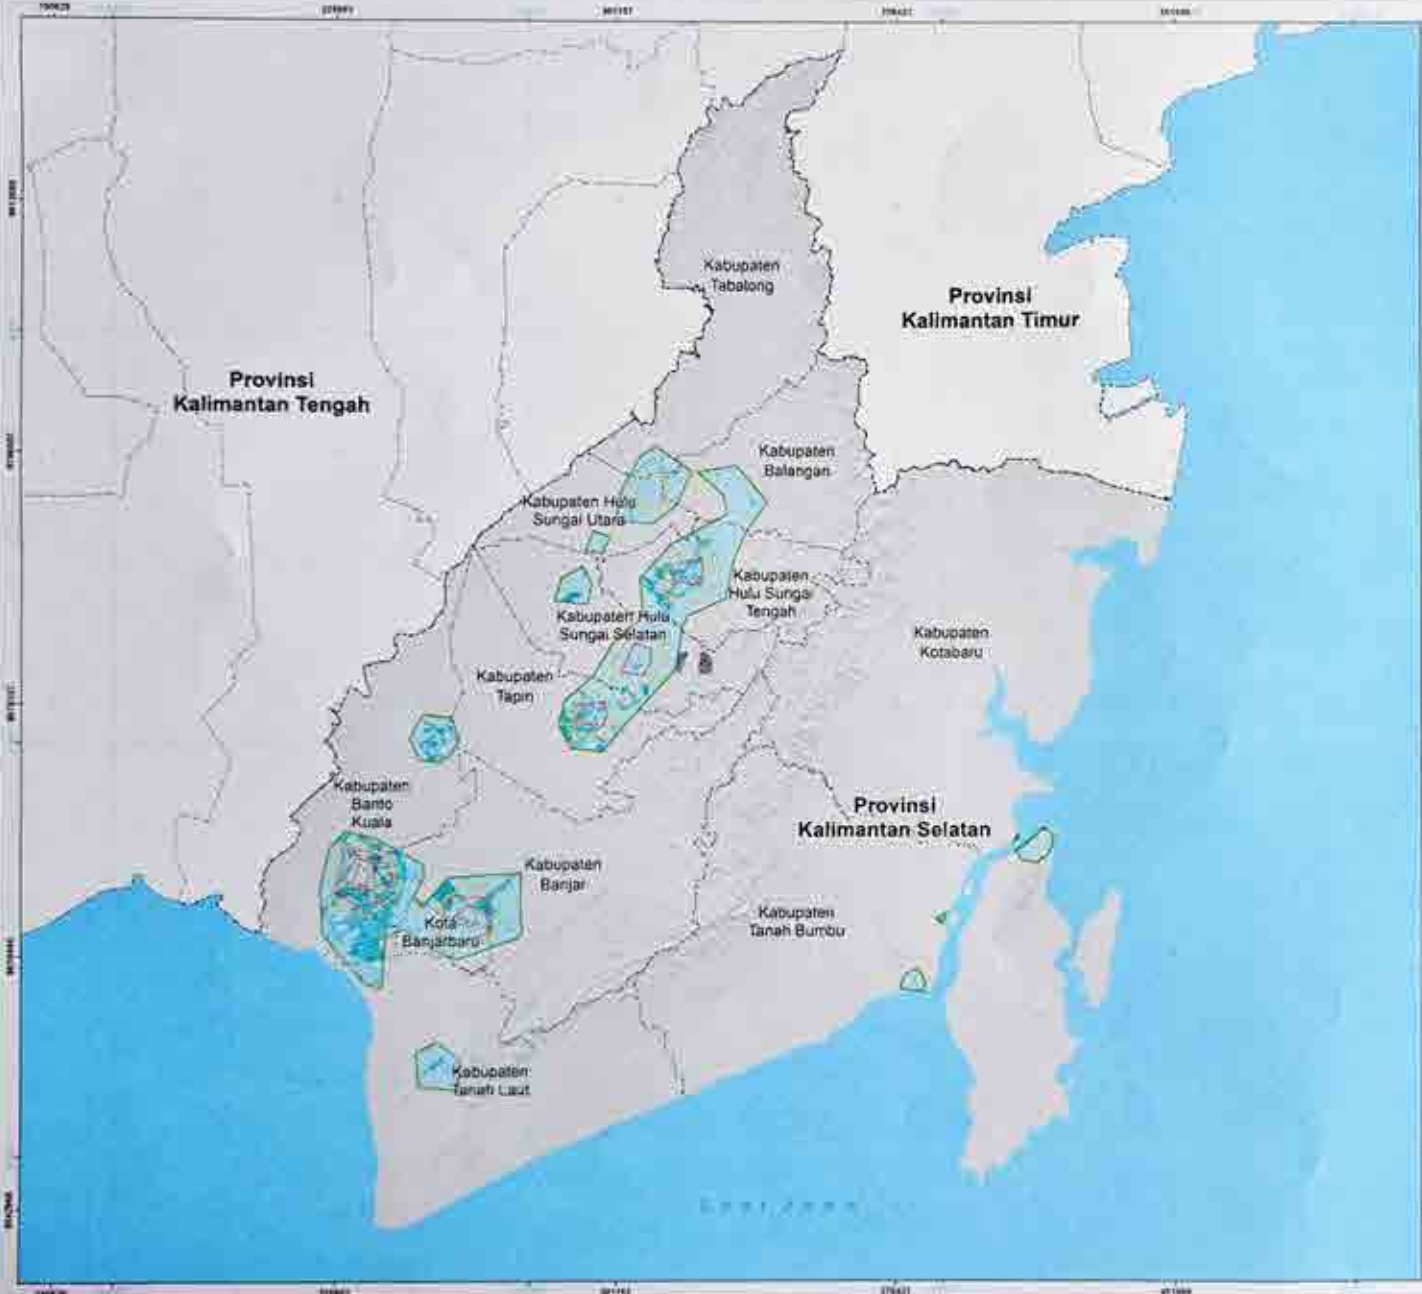 Kabupaten
Tabalong
Provinsi
Kalimantan Timur
Provinsi
Kalimantan Tengah
Kabupaten
Balangan
Kabupaten Hulu
Sungai Utara
Kabupaten
Hulu Sungai
Tengah
Kabupaten Hulu
Sungai Selatan
Kabupaten
Kotabaru
Kabupaten
Tapin
Kabupaten
Barito
Kuala
Provinsi
Kalimantan Selatan
Kabupaten
Banjar
Kota
Banjarbaru
Kabupaten
Tanah Bumbu
Kabupaten
Tanah Laut